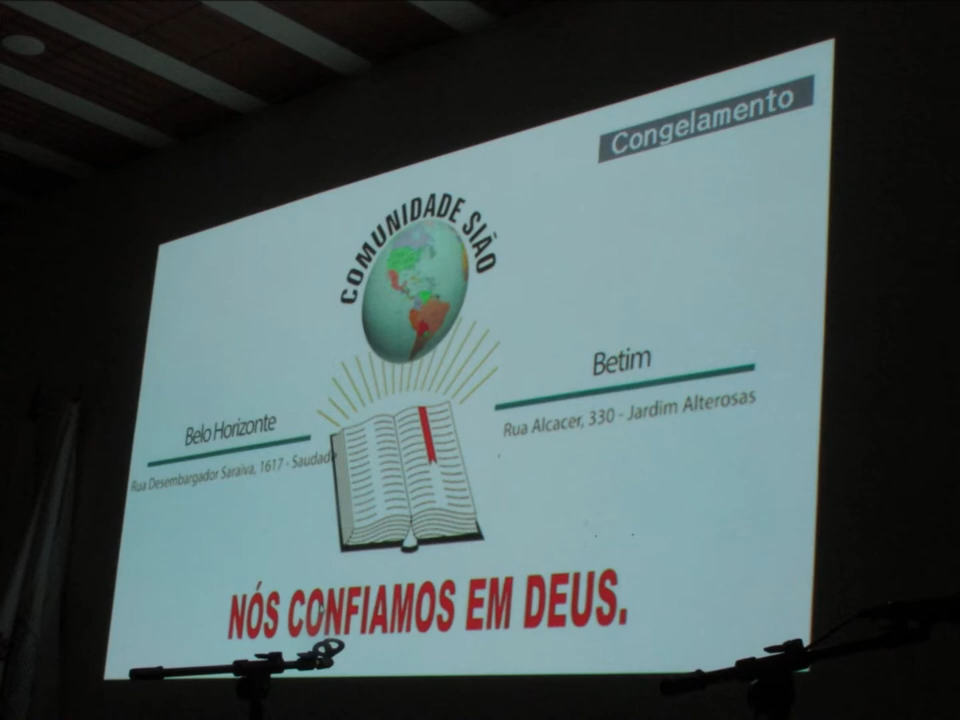 Congelamento
COMUNIDADE SIÃO
Belo Horizonte
Rua Desembargador Saraiva, 1617 - Saudade
Betim
Rua Alcacer, 330 - Jardim Alterosas
NÓS CONFIAMOS EM DEUS.